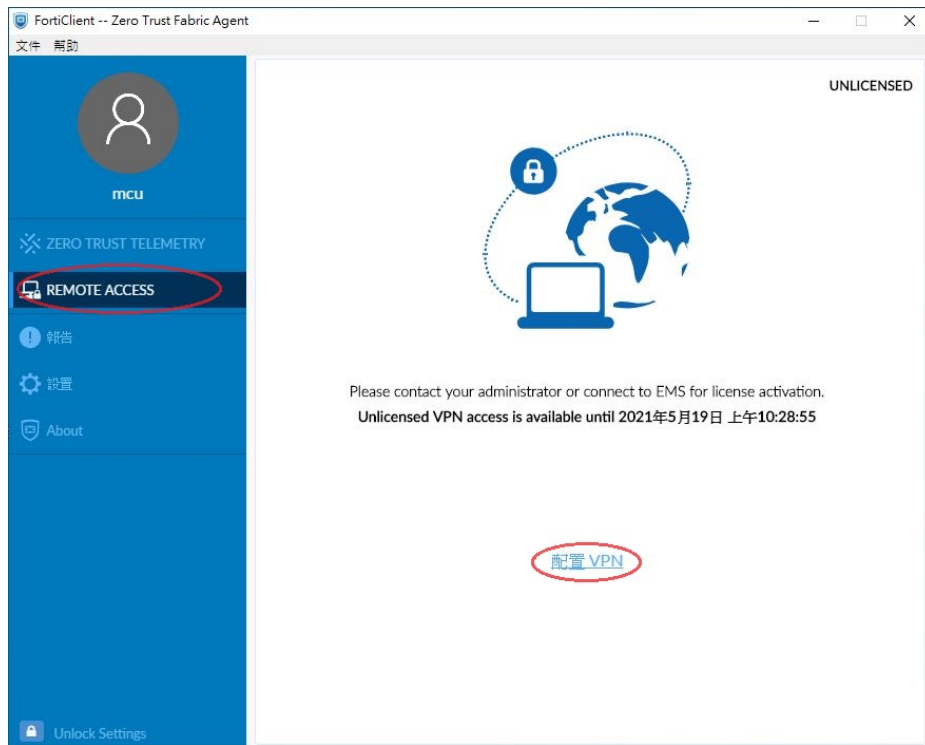 FortiClient -- Zero Trust Fabric Agent
文件 幫助
UNLICENSED
mcu
ZERO TRUST TELEMETRY
REMOTE ACCESS
報告
設置
About
Please contact your administrator or connect to EMS for license activation.
Unlicensed VPN access is available until 2021年5月19日 上午10:28:55
配置 VPN
Unlock Settings